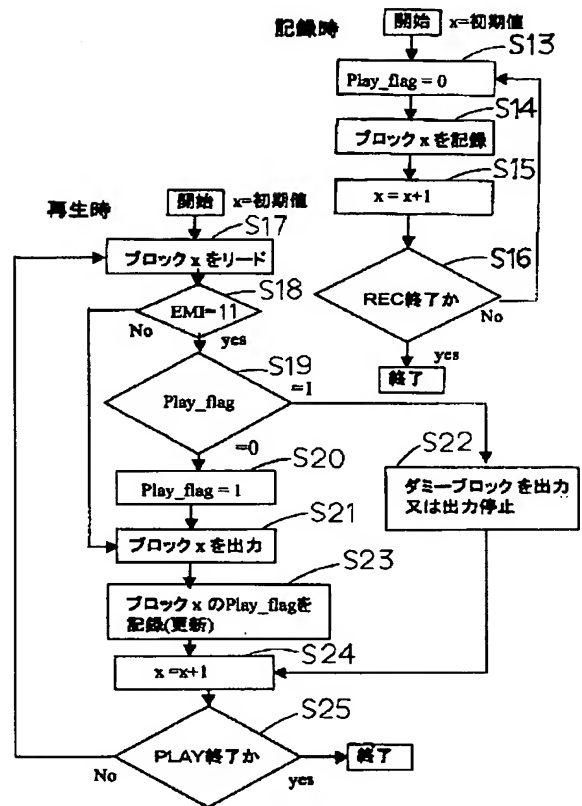 記録時
開始 x=初期値
S13
Play_flag = 0
S14
ブロック x を記録
S15
x = x+1
S16
REC終了か
No
yes
終了
再生時
開始 x=初期値
S17
ブロック x をリード
S18
EMI=11
No
yes
S19
Play_flag
=1
=0
S20
Play_flag = 1
S21
ブロック x を出力
S22
ダミーブロックを出力
又は出力停止
S23
ブロック x のPlay_flagを
記録(更新)
S24
x =x+1
S25
PLAY終了か
No
yes
終了